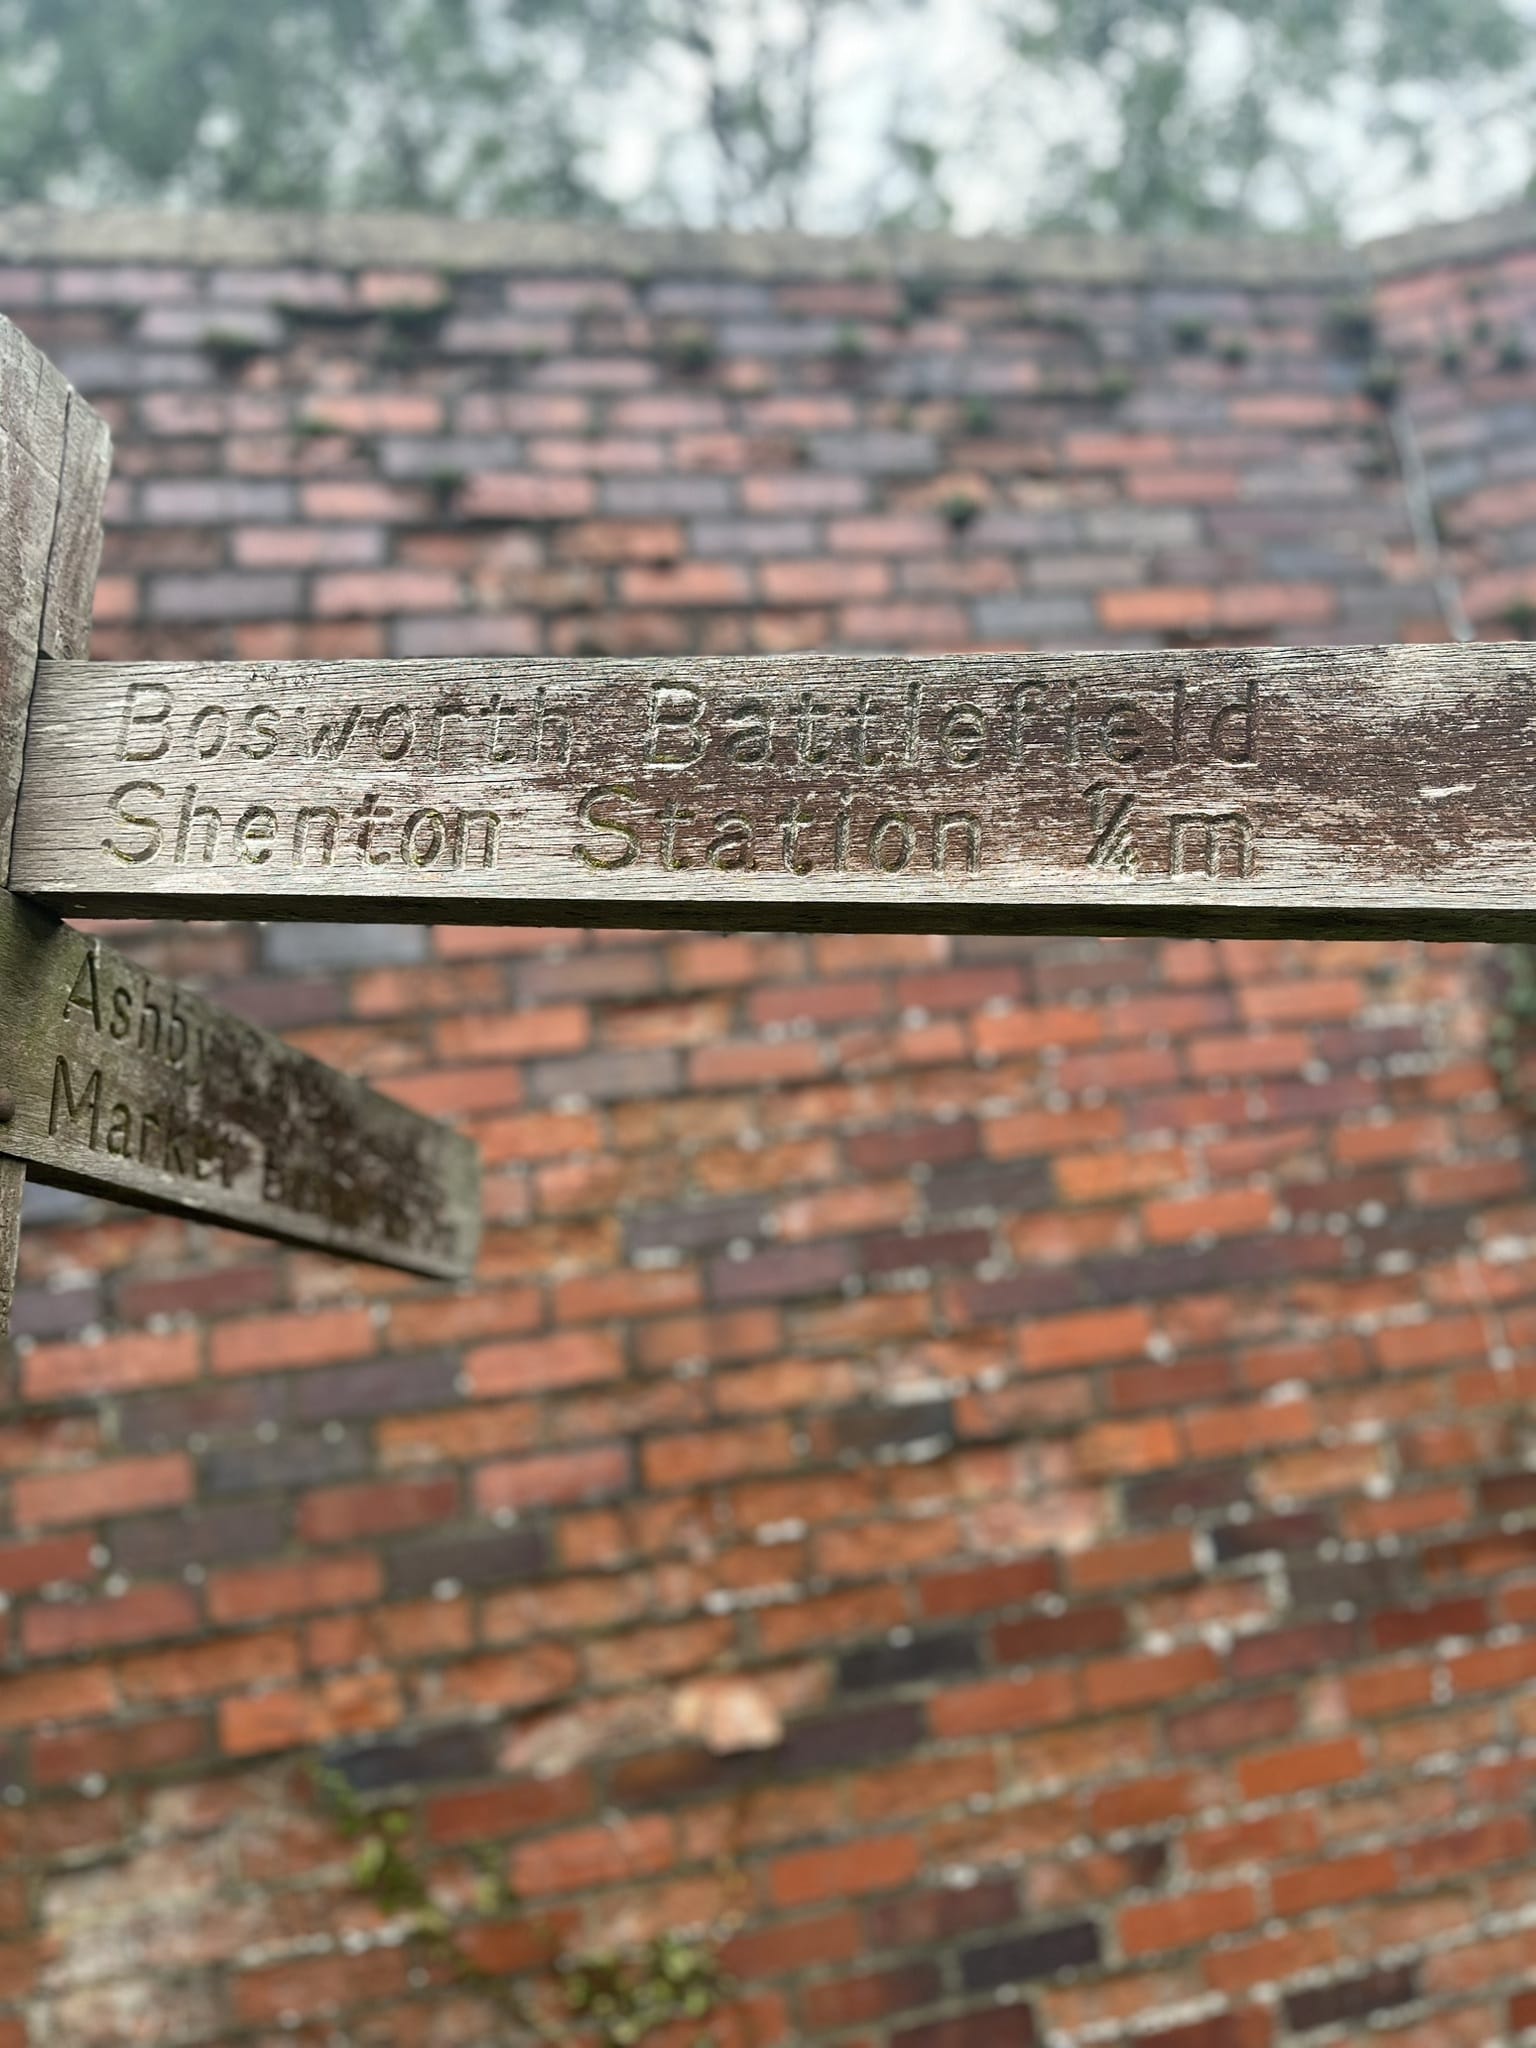 Bosworth Battlefield
Shenton Station ¼m
Ashby
Market